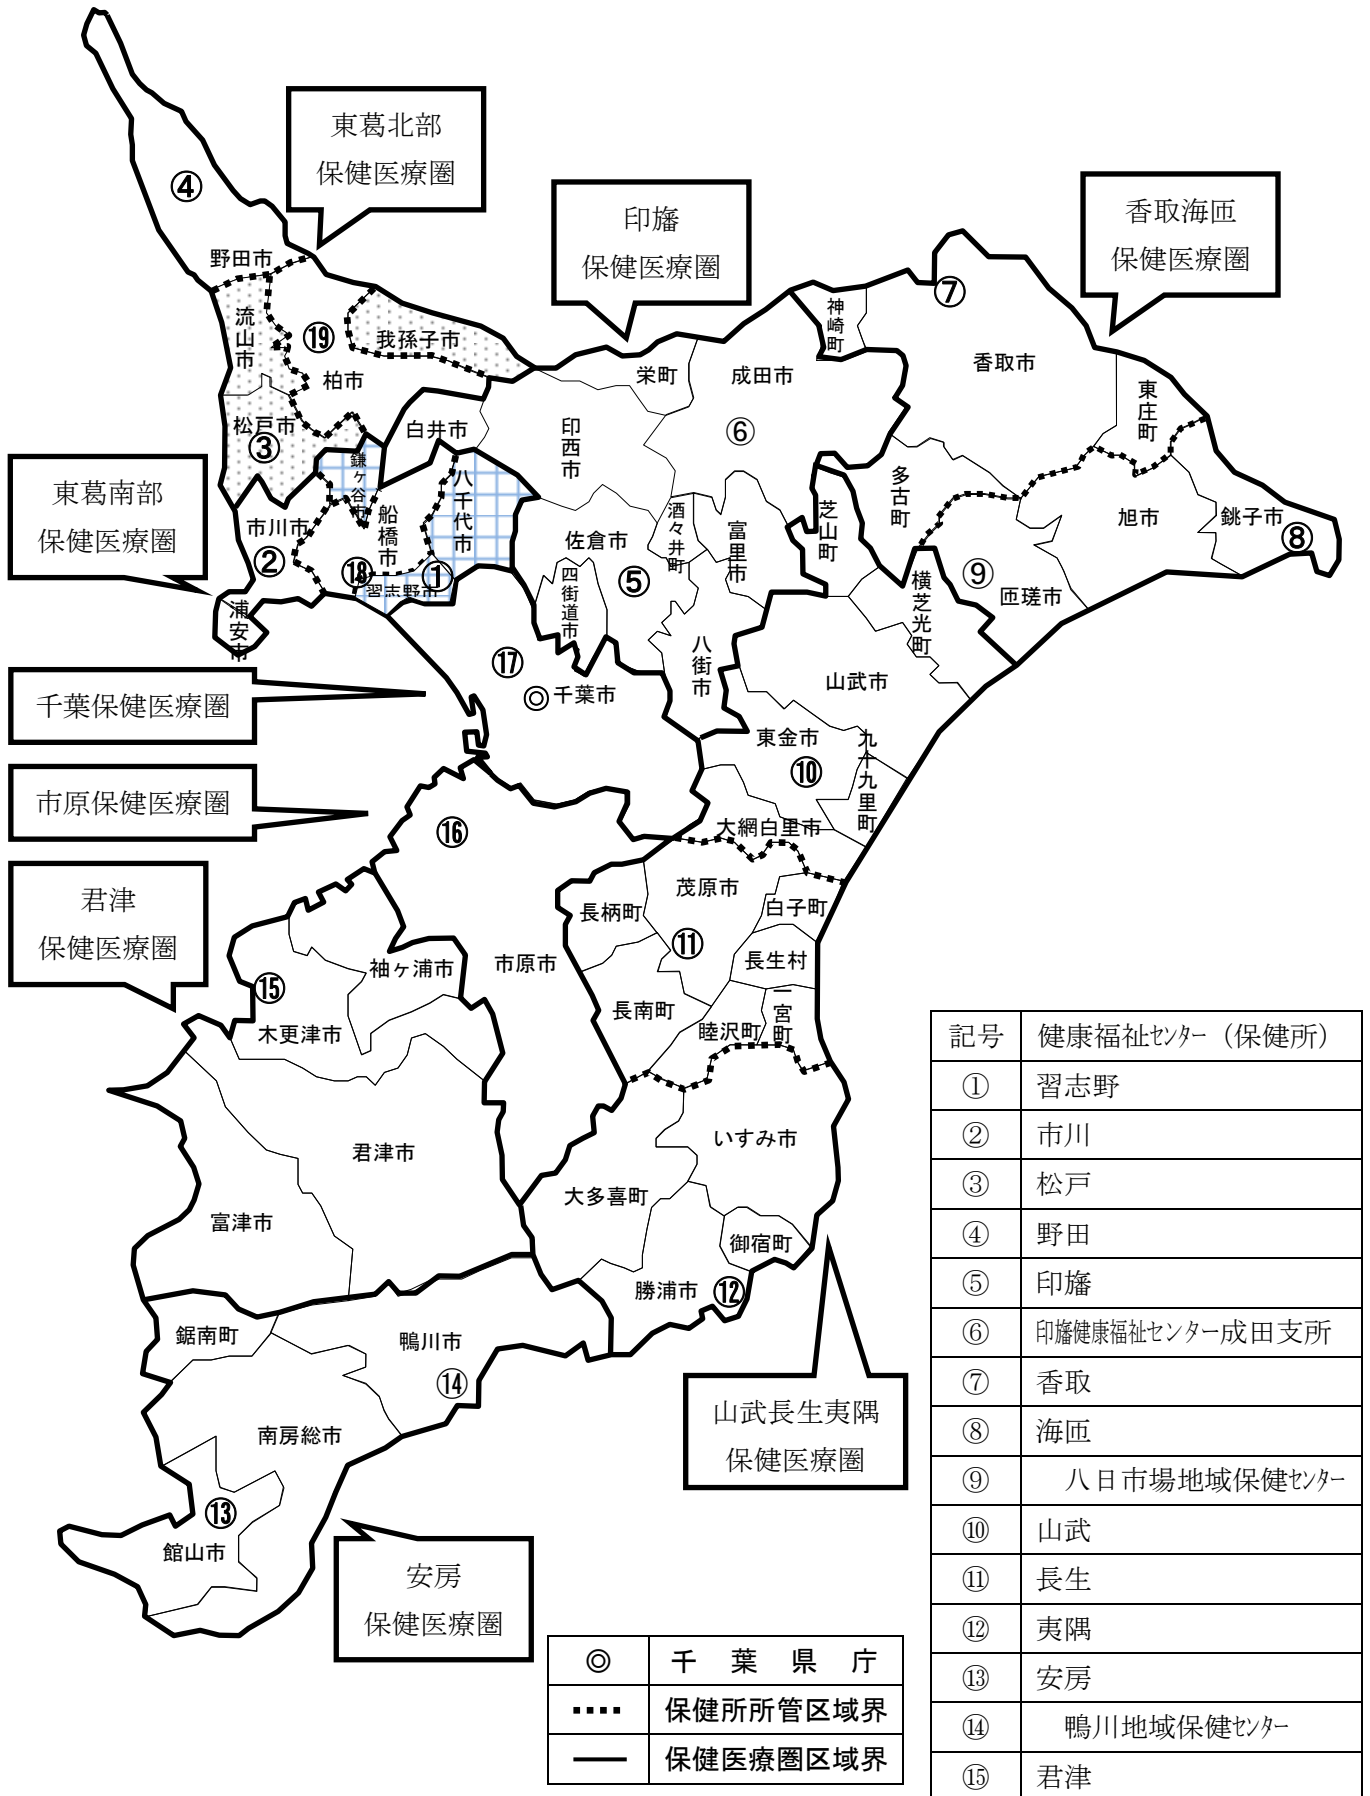 東葛北部
保健医療圏
印旛
保健医療圏
香取海匝
保健医療圏
④
野田市
流山市
⑲
柏市
我孫子市
松戸市
③
白井市
鎌ヶ谷市
栄町
成田市
⑥
印西市
神崎町
⑦
香取市
東庄町
東葛南部
保健医療圏
市川市
②
船橋市
⑱
八千代市
①
習志野市
浦安市
佐倉市
⑤
酒々井町
富里市
四街道市
八街市
芝山町
多古町
旭市
銚子市
⑧
⑨
匝瑳市
横芝光町
山武市
千葉保健医療圏
⑰
◎千葉市
東金市
⑩
九十九里町
大網白里市
市原保健医療圏
⑯
市原市
君津
保健医療圏
⑮
木更津市
袖ヶ浦市
茂原市
⑪
長柄町
白子町
長生村
長南町
睦沢町
一宮町
君津市
富津市
いすみ市
大多喜町
御宿町
勝浦市
⑫
鋸南町
鴨川市
⑭
南房総市
⑬
館山市
山武長生夷隅
保健医療圏
安房
保健医療圏
◎ 千葉県庁
保健所所管区域界
保健医療圏区域界
記号 健康福祉センター（保健所）
① 習志野
② 市川
③ 松戸
④ 野田
⑤ 印旛
⑥ 印旛健康福祉センター成田支所
⑦ 香取
⑧ 海匝
⑨ 八日市場地域保健センター
⑩ 山武
⑪ 長生
⑫ 夷隅
⑬ 安房
⑭ 鴨川地域保健センター
⑮ 君津